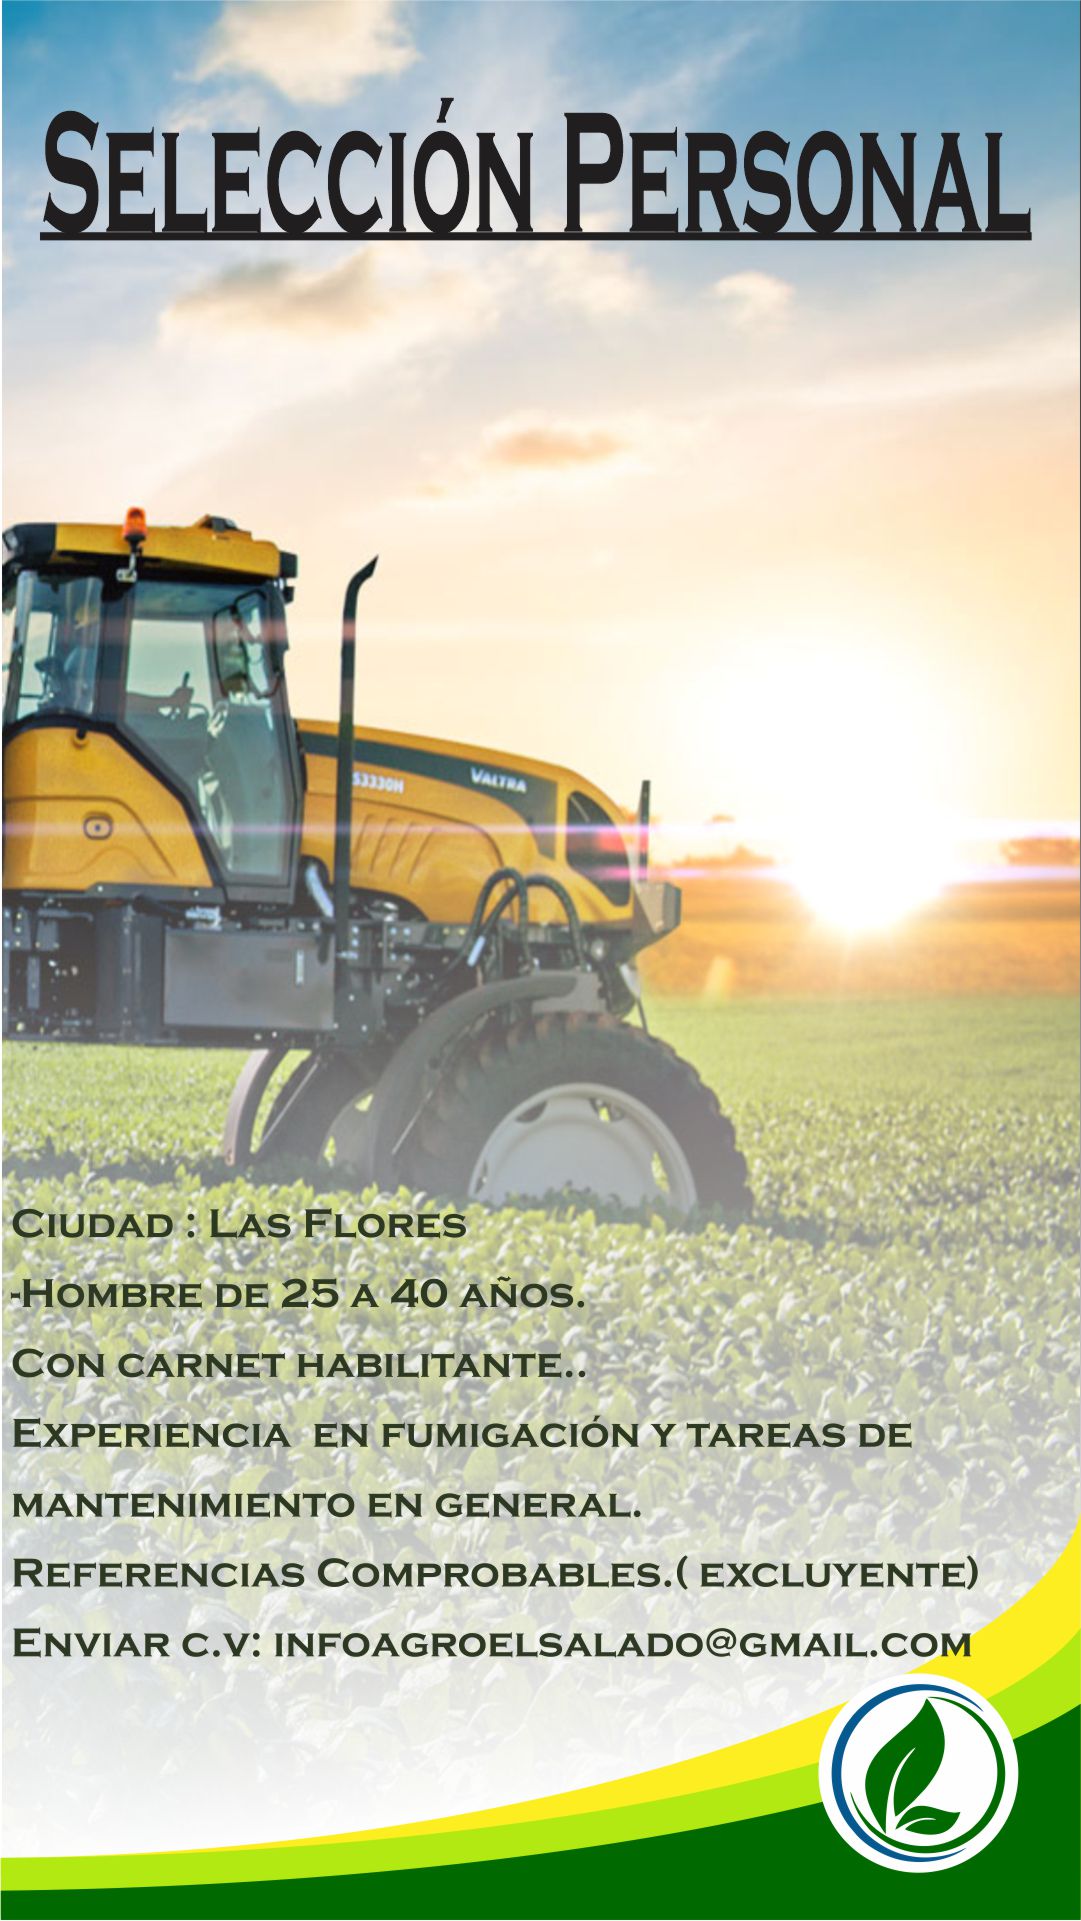 Selección Personal
S3330H
VALTRA
Ciudad : Las Flores
-Hombre de 25 a 40 años.
Con carnet habilitante..
Experiencia en fumigación y tareas de
mantenimiento en general.
Referencias Comprobables.( excluyente)
Enviar c.v: infoagroelsalado@gmail.com